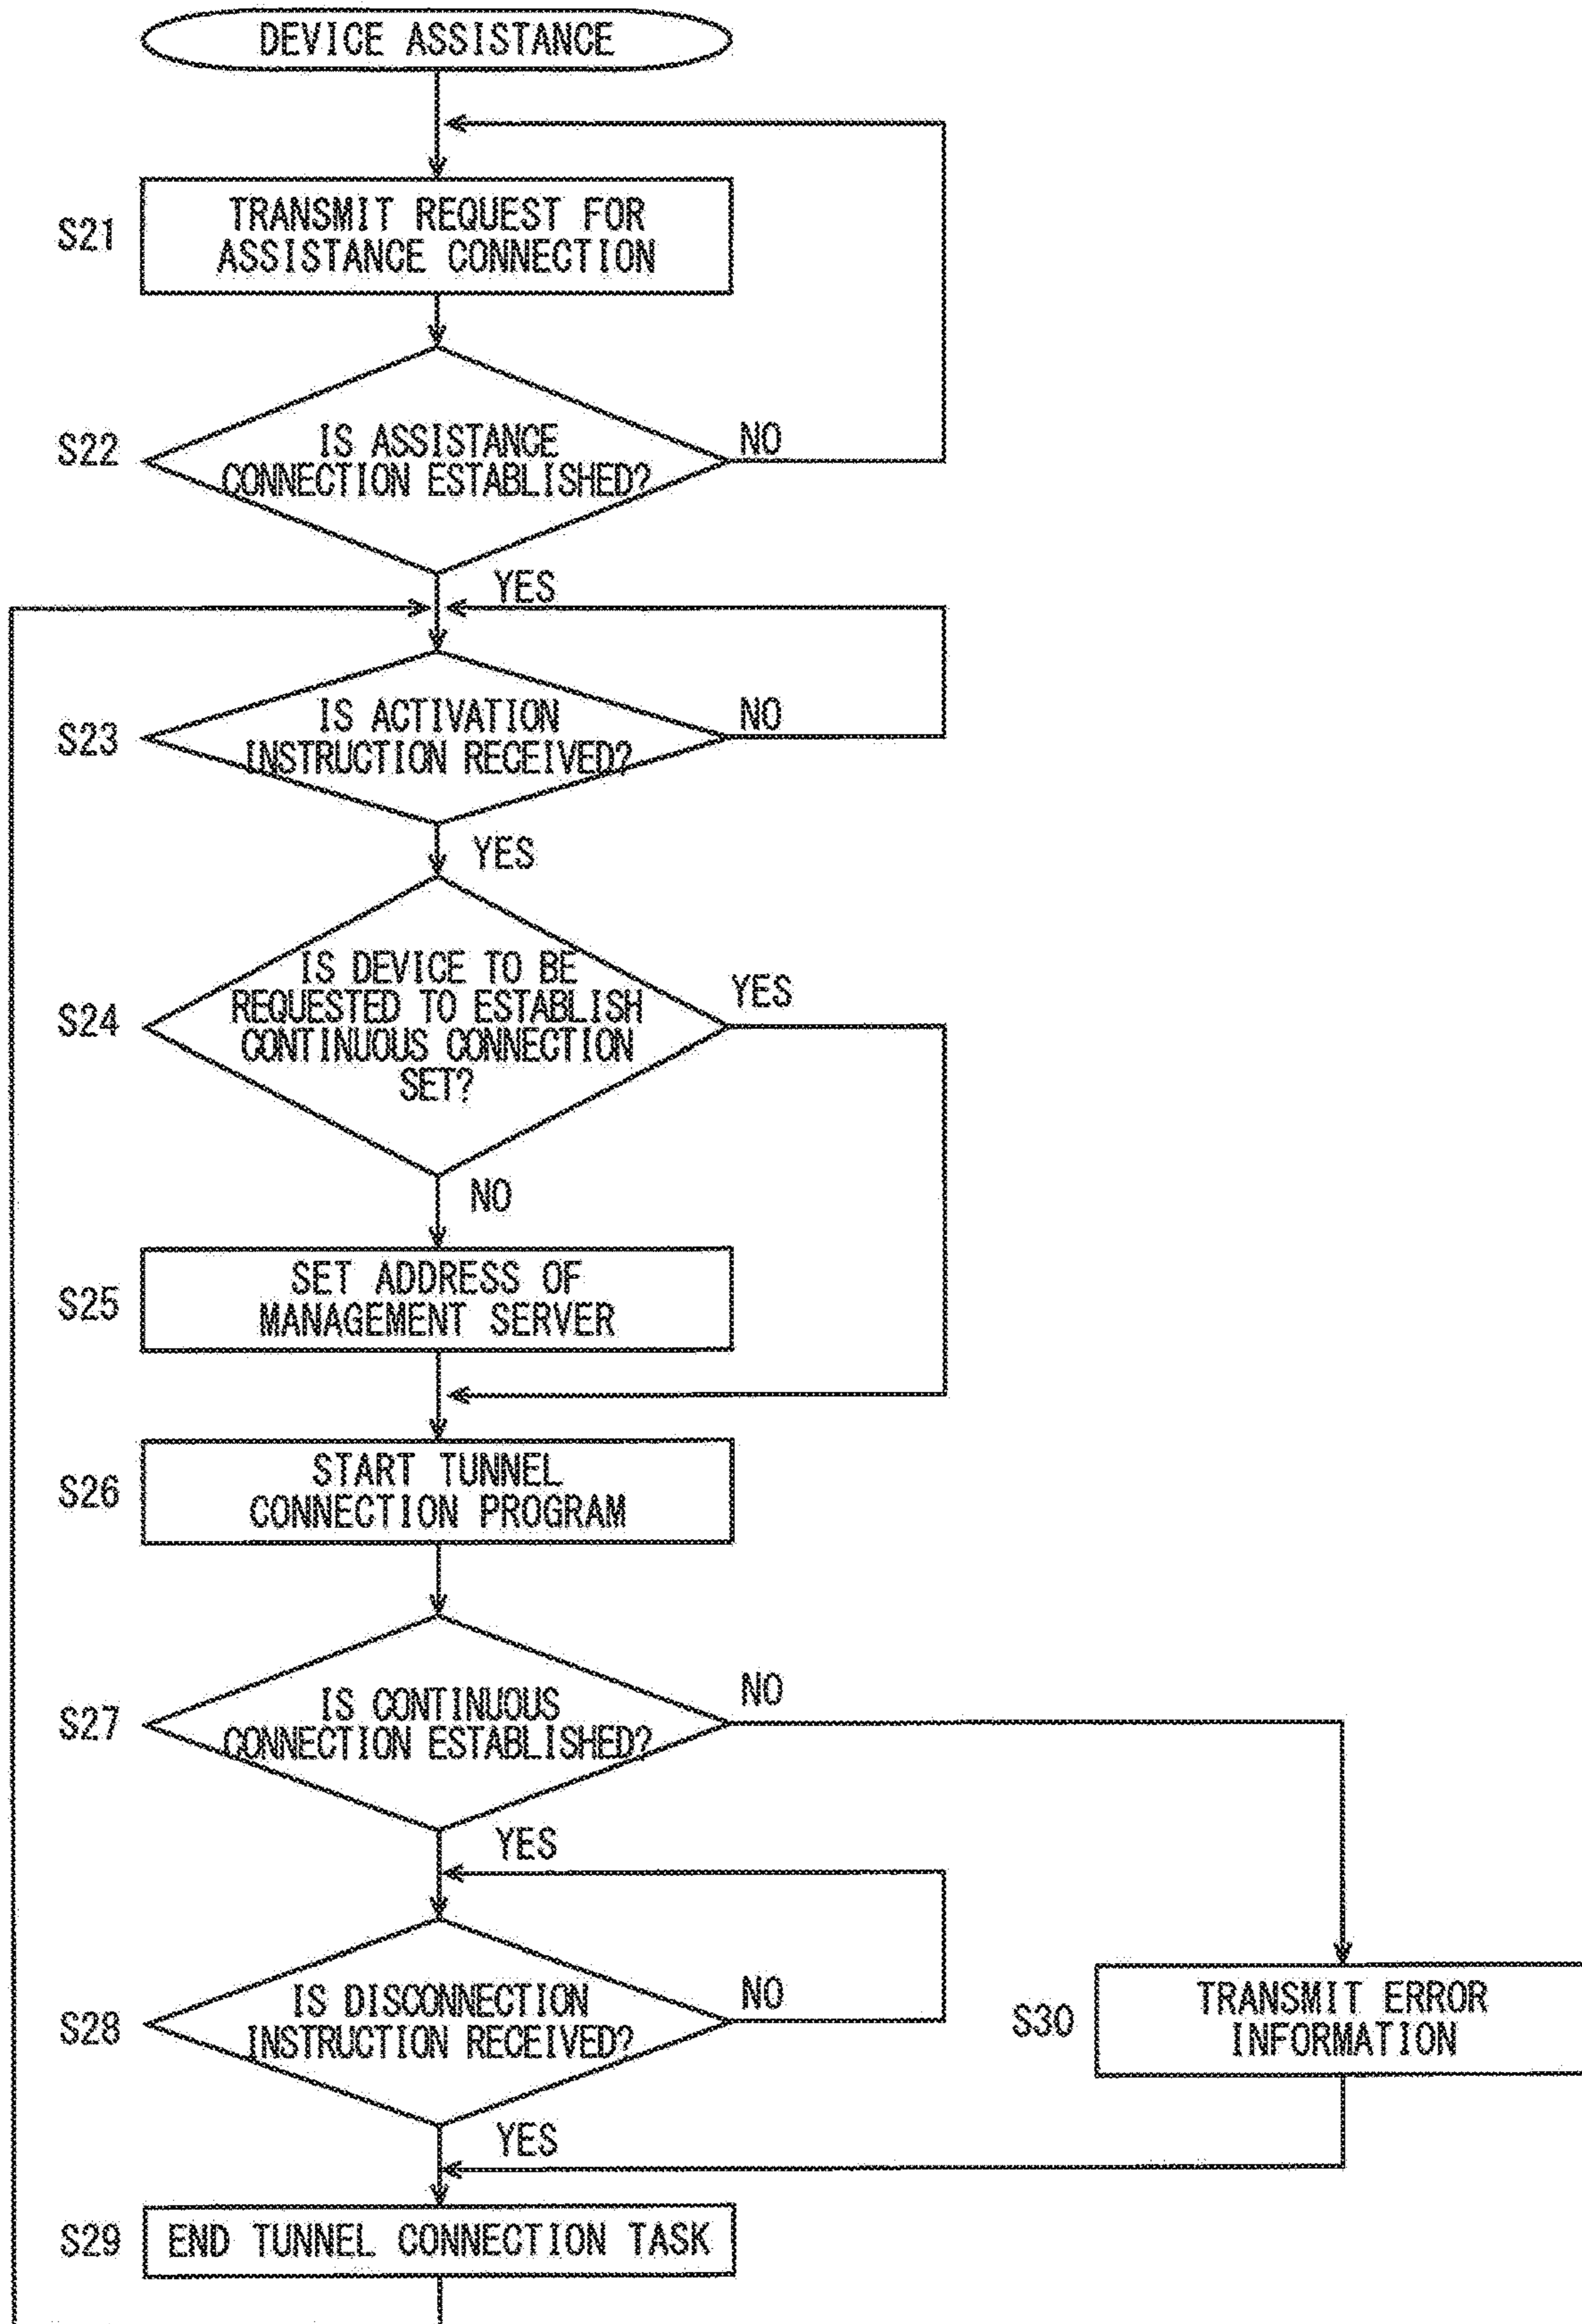 DEVICE ASSISTANCE
S21
TRANSMIT REQUEST FOR
ASSISTANCE CONNECTION
S22
IS ASSISTANCE
CONNECTION ESTABLISHED?
NO
YES
S23
IS ACTIVATION
INSTRUCTION RECEIVED?
NO
YES
S24
IS DEVICE TO BE
REQUESTED TO ESTABLISH
CONTINUOUS CONNECTION
SET?
YES
NO
S25
SET ADDRESS OF
MANAGEMENT SERVER
S26
START TUNNEL
CONNECTION PROGRAM
S27
IS CONTINUOUS
CONNECTION ESTABLISHED?
NO
YES
S28
IS DISCONNECTION
INSTRUCTION RECEIVED?
NO
S30
TRANSMIT ERROR
INFORMATION
YES
S29
END TUNNEL CONNECTION TASK